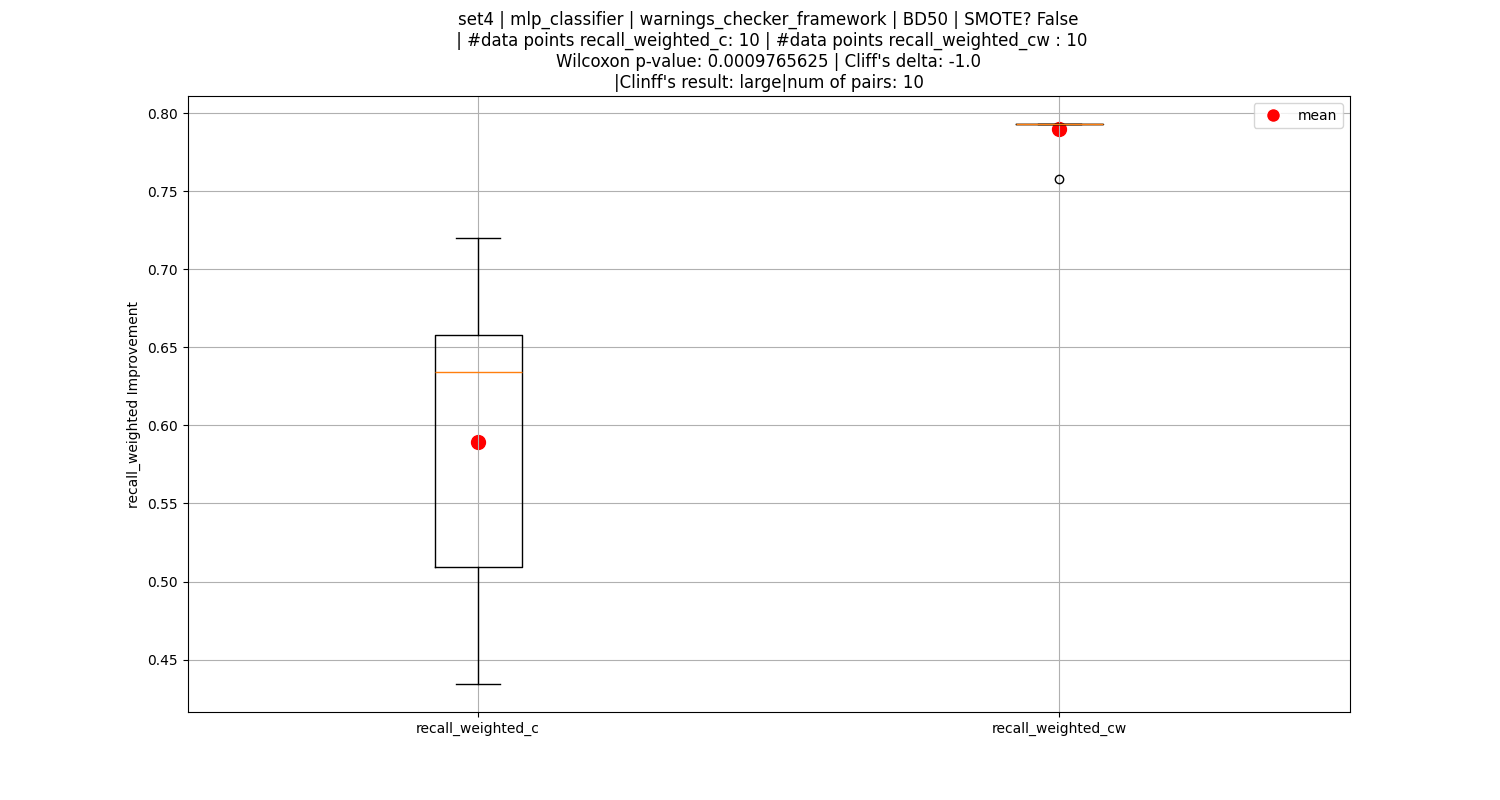 set4 | mlp_classifier | warnings_checker_framework | BD50 | SMOTE? False
| #data points recall_weighted_c: 10 | #data points recall_weighted_cw : 10
Wilcoxon p-value: 0.0009765625 | Cliff's delta: -1.0
|Clinff's result: large|num of pairs: 10
mean
0.80
0.75
0.70
0.65
0.60
0.55
0.50
0.45
recall_weighted Improvement
recall_weighted_c
recall_weighted_cw